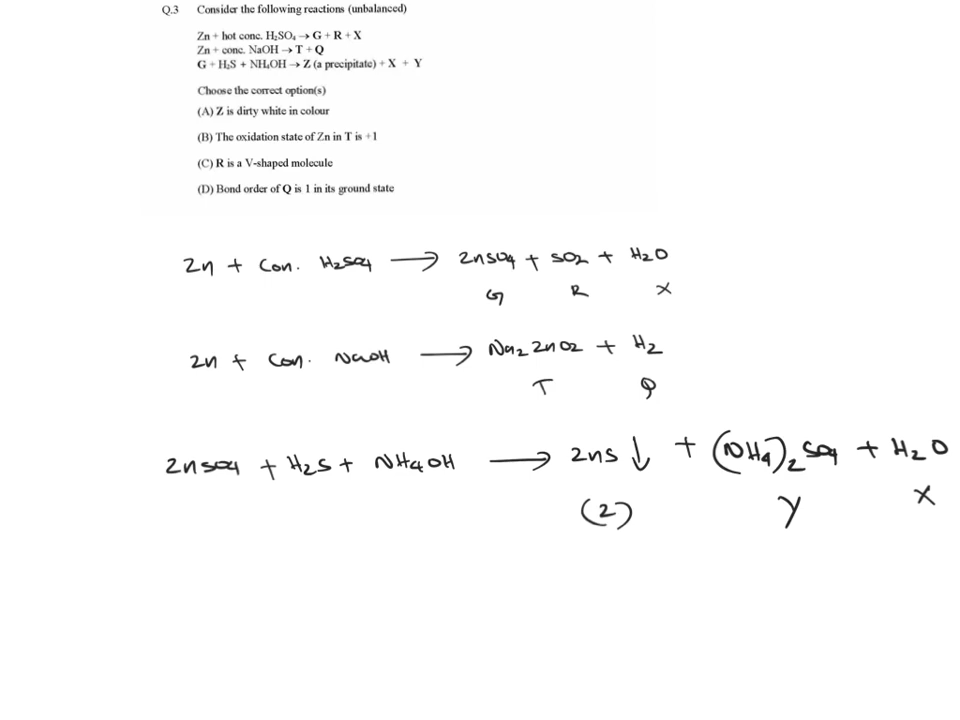 Q.3 Consider the following reactions (unbalanced)
Zn + hot conc. H₂SO₄ → G + R + X
Zn + conc. NaOH → T + Q
G + H₂S + NH₄OH → Z (a precipitate) + X + Y
Choose the correct option(s)
(A) Z is dirty white in colour
(B) The oxidation state of Zn in T is +1
(C) R is a V-shaped molecule
(D) Bond order of Q is 1 in its ground state
Zn + Con. H₂SO₄ → ZnSO₄ + SO₂ + H₂O
G R X
Zn + Con. NaOH → Na₂ZnO₂ + H₂
T Q
ZnSO₄ + H₂S + NH₄OH → ZnS ↓ + (NH₄)₂SO₄ + H₂O
(Z) Y X